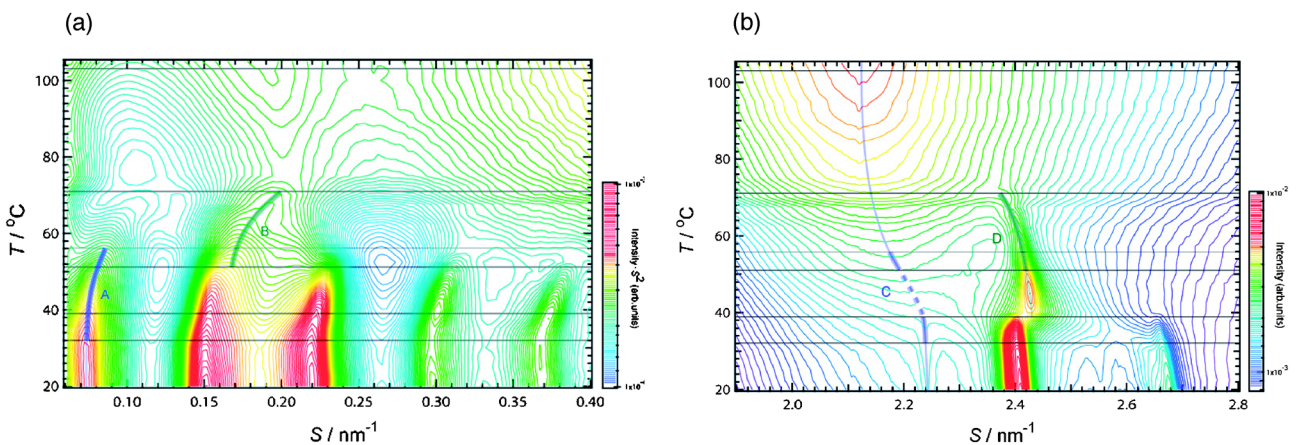 (a)
(b)
T / °C
100
80
60
40
20
A
B
0.10
0.15
0.20
0.25
0.30
0.35
0.40
S / nm⁻¹
Intensity·S² (arb.units)
T / °C
100
80
60
40
20
C
D
2.0
2.2
2.4
2.6
2.8
S / nm⁻¹
1x10⁻²
Intensity (arb.units)
1x10⁻³